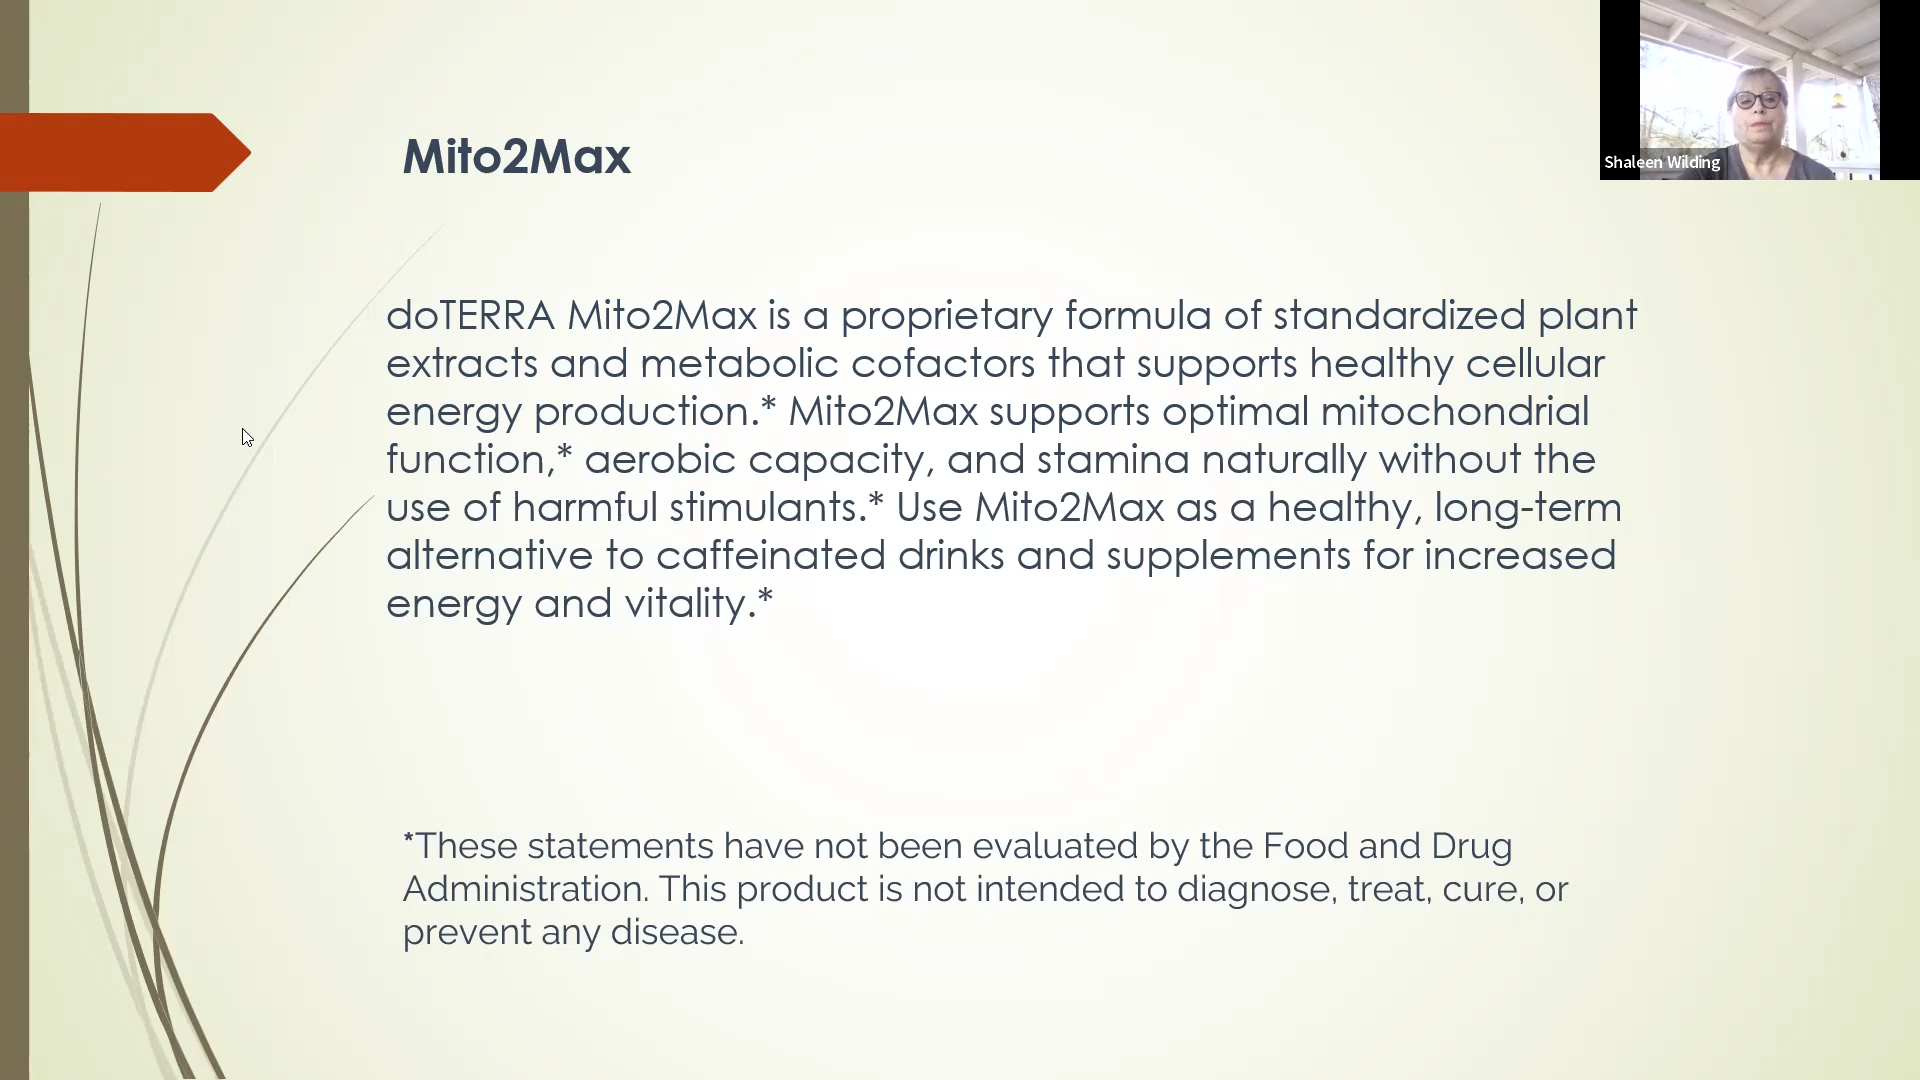 Mito2Max
Shaleen Wilding
doTERRA Mito2Max is a proprietary formula of standardized plant
extracts and metabolic cofactors that supports healthy cellular
energy production.* Mito2Max supports optimal mitochondrial
function,* aerobic capacity, and stamina naturally without the
use of harmful stimulants.* Use Mito2Max as a healthy, long-term
alternative to caffeinated drinks and supplements for increased
energy and vitality.*
*These statements have not been evaluated by the Food and Drug
Administration. This product is not intended to diagnose, treat, cure, or
prevent any disease.